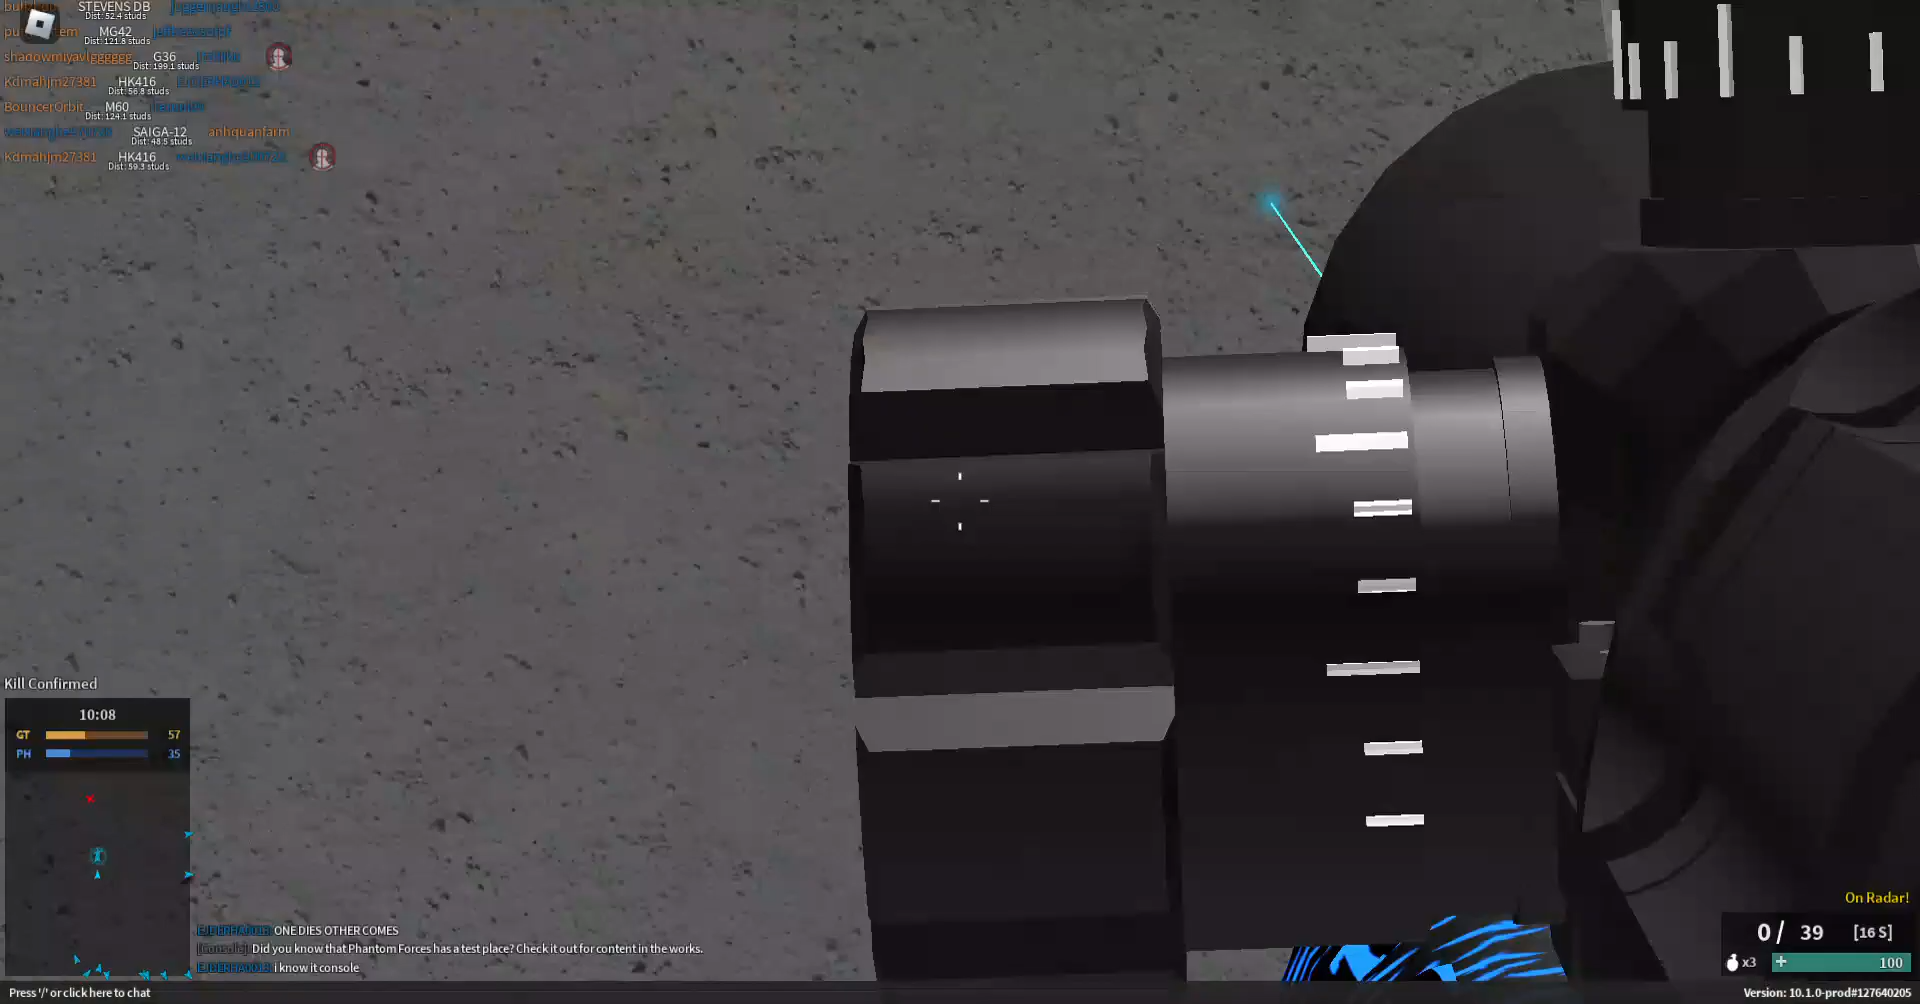 STEVENS DB
Dist: 52.4 studs
MG42
Dist: 121.8 studs
shadowmiyavigggggg G36
Dist: 199.1 studs
Kdmahjm27381 HK416
Dist: 56.8 studs
BouncerOrbit_ M60
Dist: 124.1 studs
SAIGA-12 anhquanfarm
Dist: 48.5 studs
Kdmahjm27381 HK416
Dist: 59.3 studs
Kill Confirmed
10:08
GT 57
PH 35
ONE DIES OTHER COMES
[Console]: Did you know that Phantom Forces has a test place? Check it out for content in the works.
i know it console
Press '/' or click here to chat
On Radar!
0 / 39 [16 S]
x3 + 100
Version: 10.1.0-prod#127640205